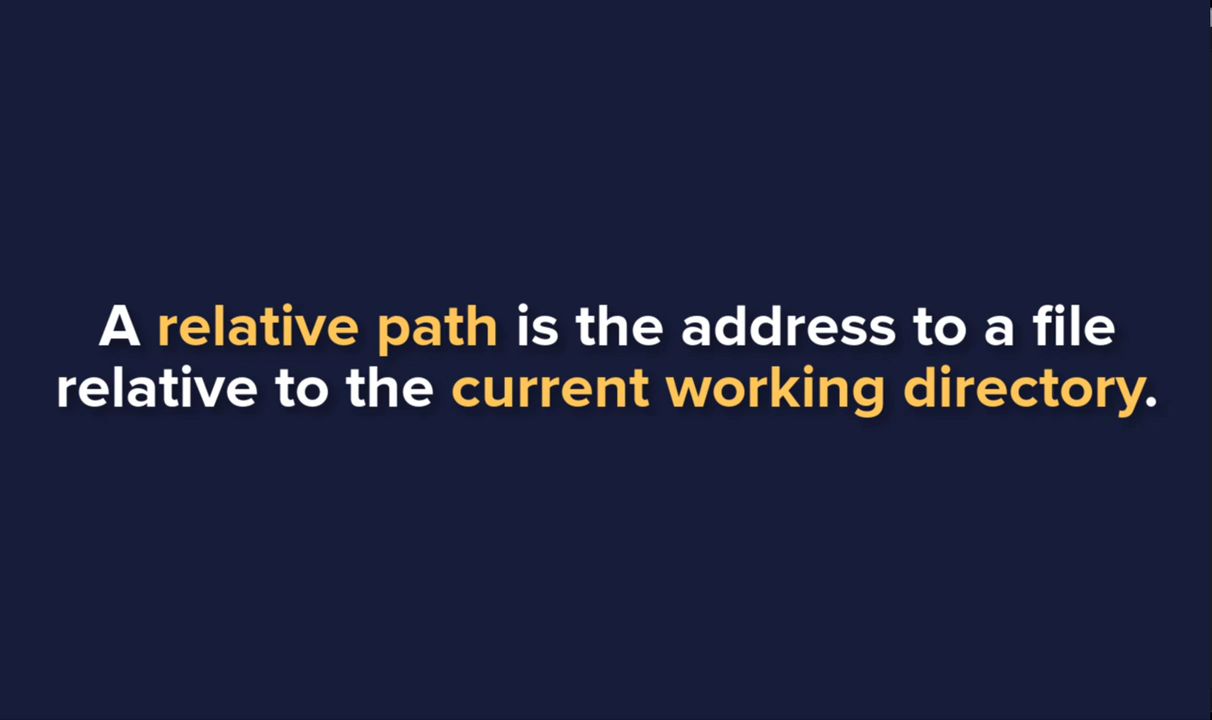 A relative path is the address to a file
relative to the current working directory.